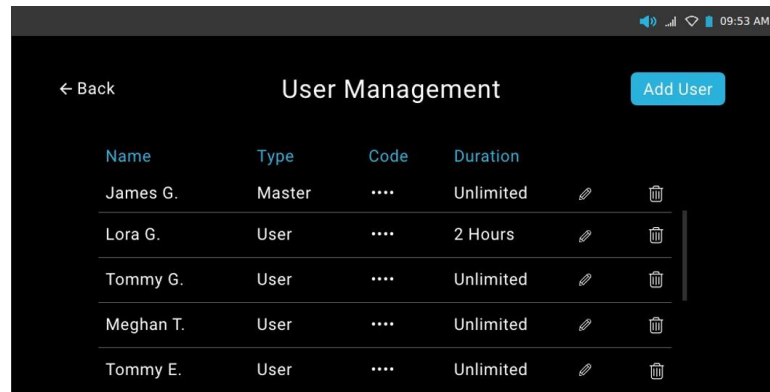 09:53 AM
← Back User Management Add User
Name Type Code Duration
James G. Master •••• Unlimited
Lora G. User •••• 2 Hours
Tommy G. User •••• Unlimited
Meghan T. User •••• Unlimited
Tommy E. User •••• Unlimited